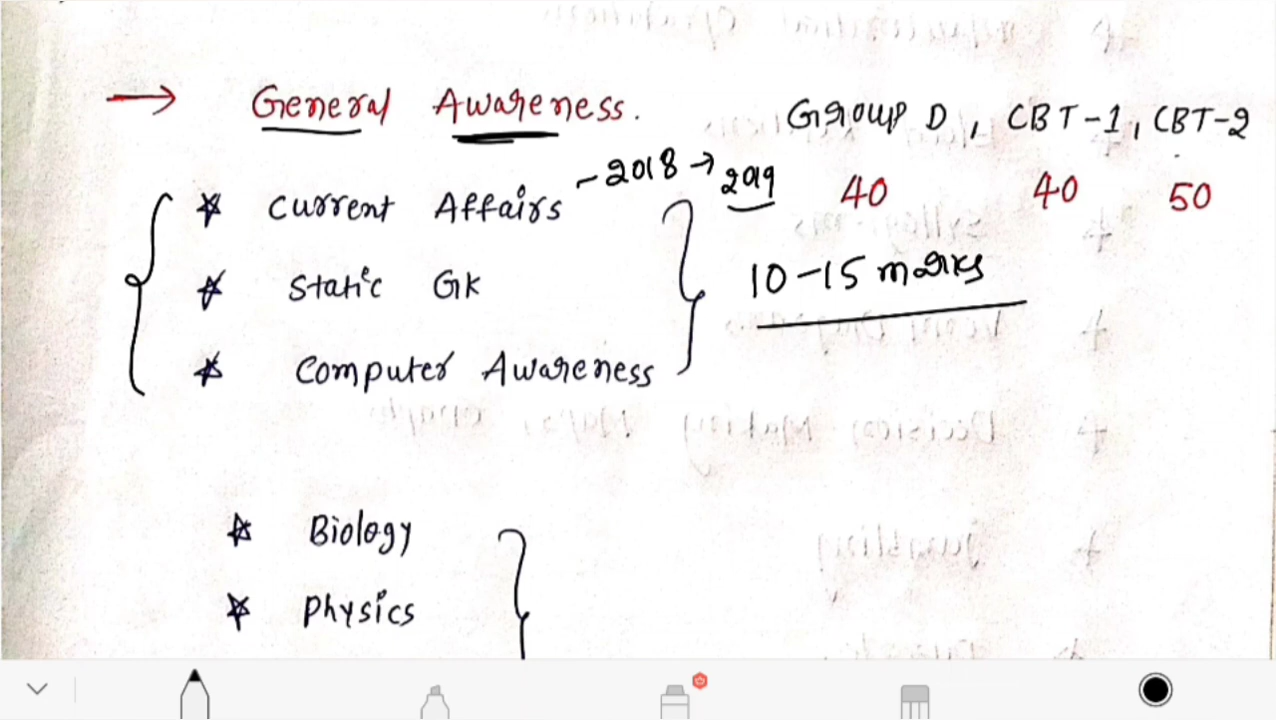 → General Awareness.
Group D, CBT-1, CBT-2
40 40 50
☆ Current Affairs - 2018 → 2019
☆ Static GK
10-15 marks
☆ Computer Awareness
☆ Biology
☆ Physics